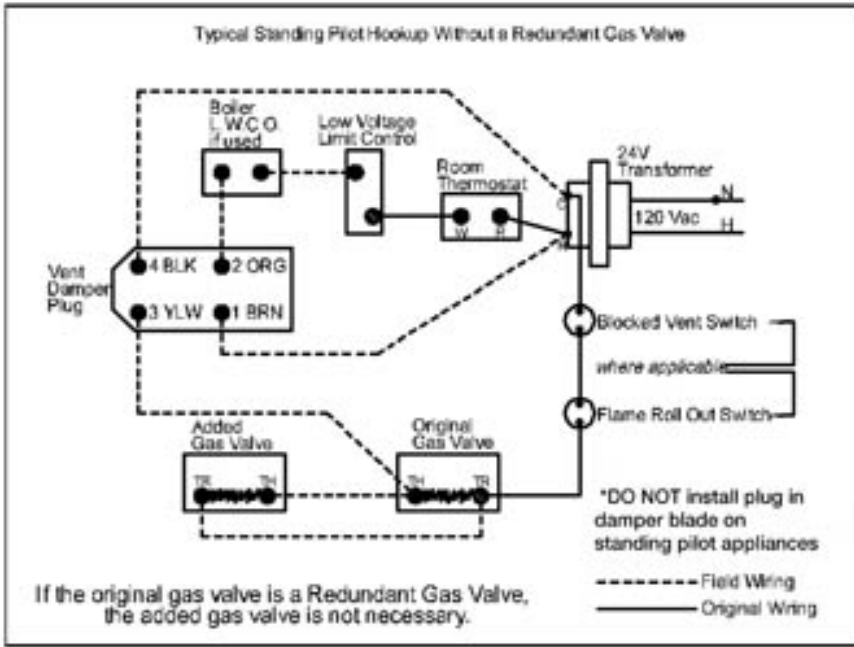 Typical Standing Pilot Hookup Without a Redundant Gas Valve
Boiler
L.W.C.O.
if used
Low Voltage
Limit Control
Room
Thermostat
W
R
24V
Transformer
C
N
120 Vac
H
Vent
Damper
Plug
4 BLK
2 ORG
3 YLW
1 BRN
Blocked Vent Switch
where applicable
Flame Roll Out Switch
Added
Gas Valve
TR
TH
Original
Gas Valve
TH
TR
*DO NOT install plug in
damper blade on
standing pilot appliances
Field Wiring
Original Wiring
If the original gas valve is a Redundant Gas Valve,
the added gas valve is not necessary.